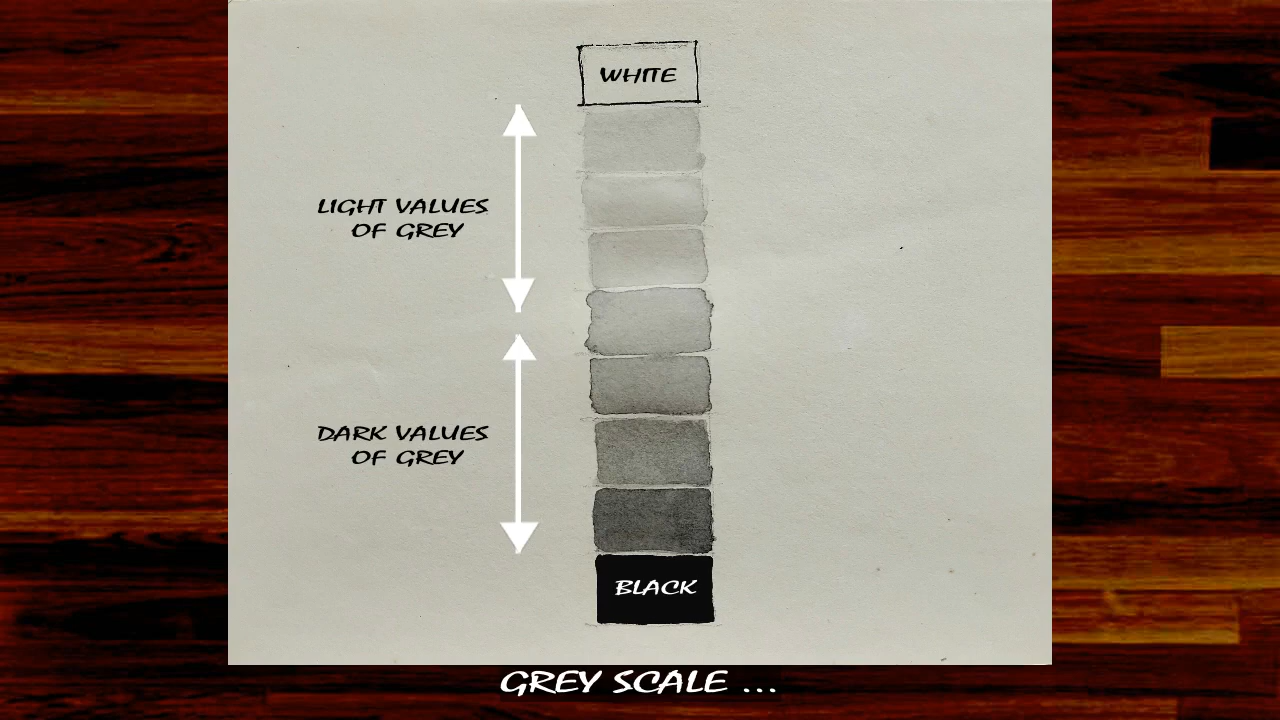 WHITE
LIGHT VALUES
OF GREY
DARK VALUES
OF GREY
BLACK
GREY SCALE ...